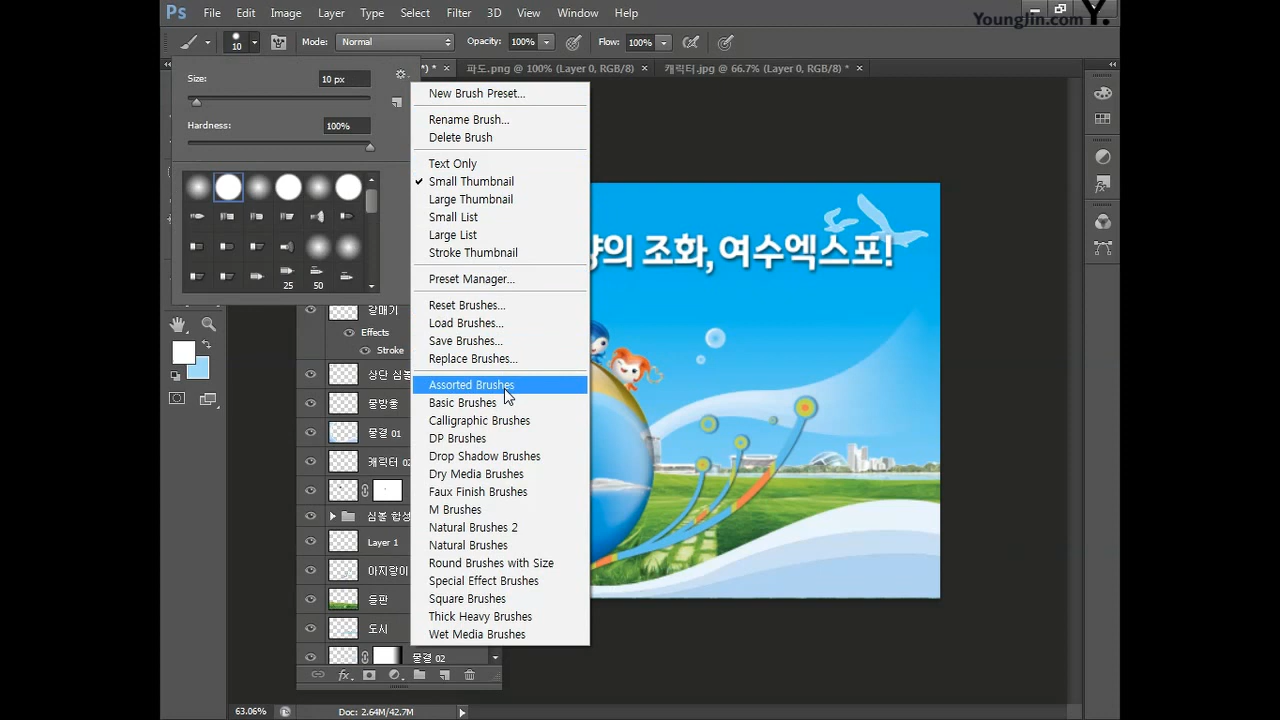 Ps File Edit Image Layer Type Select Filter 3D View Window Help
YoungJin.com Y.
10 Mode: Normal Opacity: 100% Flow: 100%
파도.png @ 100% (Layer 0, RGB/8) × 캐릭터.jpg @ 66.7% (Layer 0, RGB/8) * ×
Size: 10 px
Hardness: 100%
25 50
New Brush Preset...
Rename Brush...
Delete Brush
Text Only
Small Thumbnail
Large Thumbnail
Small List
Large List
Stroke Thumbnail
Preset Manager...
Reset Brushes...
Load Brushes...
Save Brushes...
Replace Brushes...
Assorted Brushes
Basic Brushes
Calligraphic Brushes
DP Brushes
Drop Shadow Brushes
Dry Media Brushes
Faux Finish Brushes
M Brushes
Natural Brushes 2
Natural Brushes
Round Brushes with Size
Special Effect Brushes
Square Brushes
Thick Heavy Brushes
Wet Media Brushes
의 조화, 여수엑스포!
갈매기
Effects
Stroke
상단 심볼
물방울
물결 01
캐릭터 02
심볼 합성
Layer 1
아지랑이
들판
도시
물결 02
63.06% Doc: 2.64M/42.7M